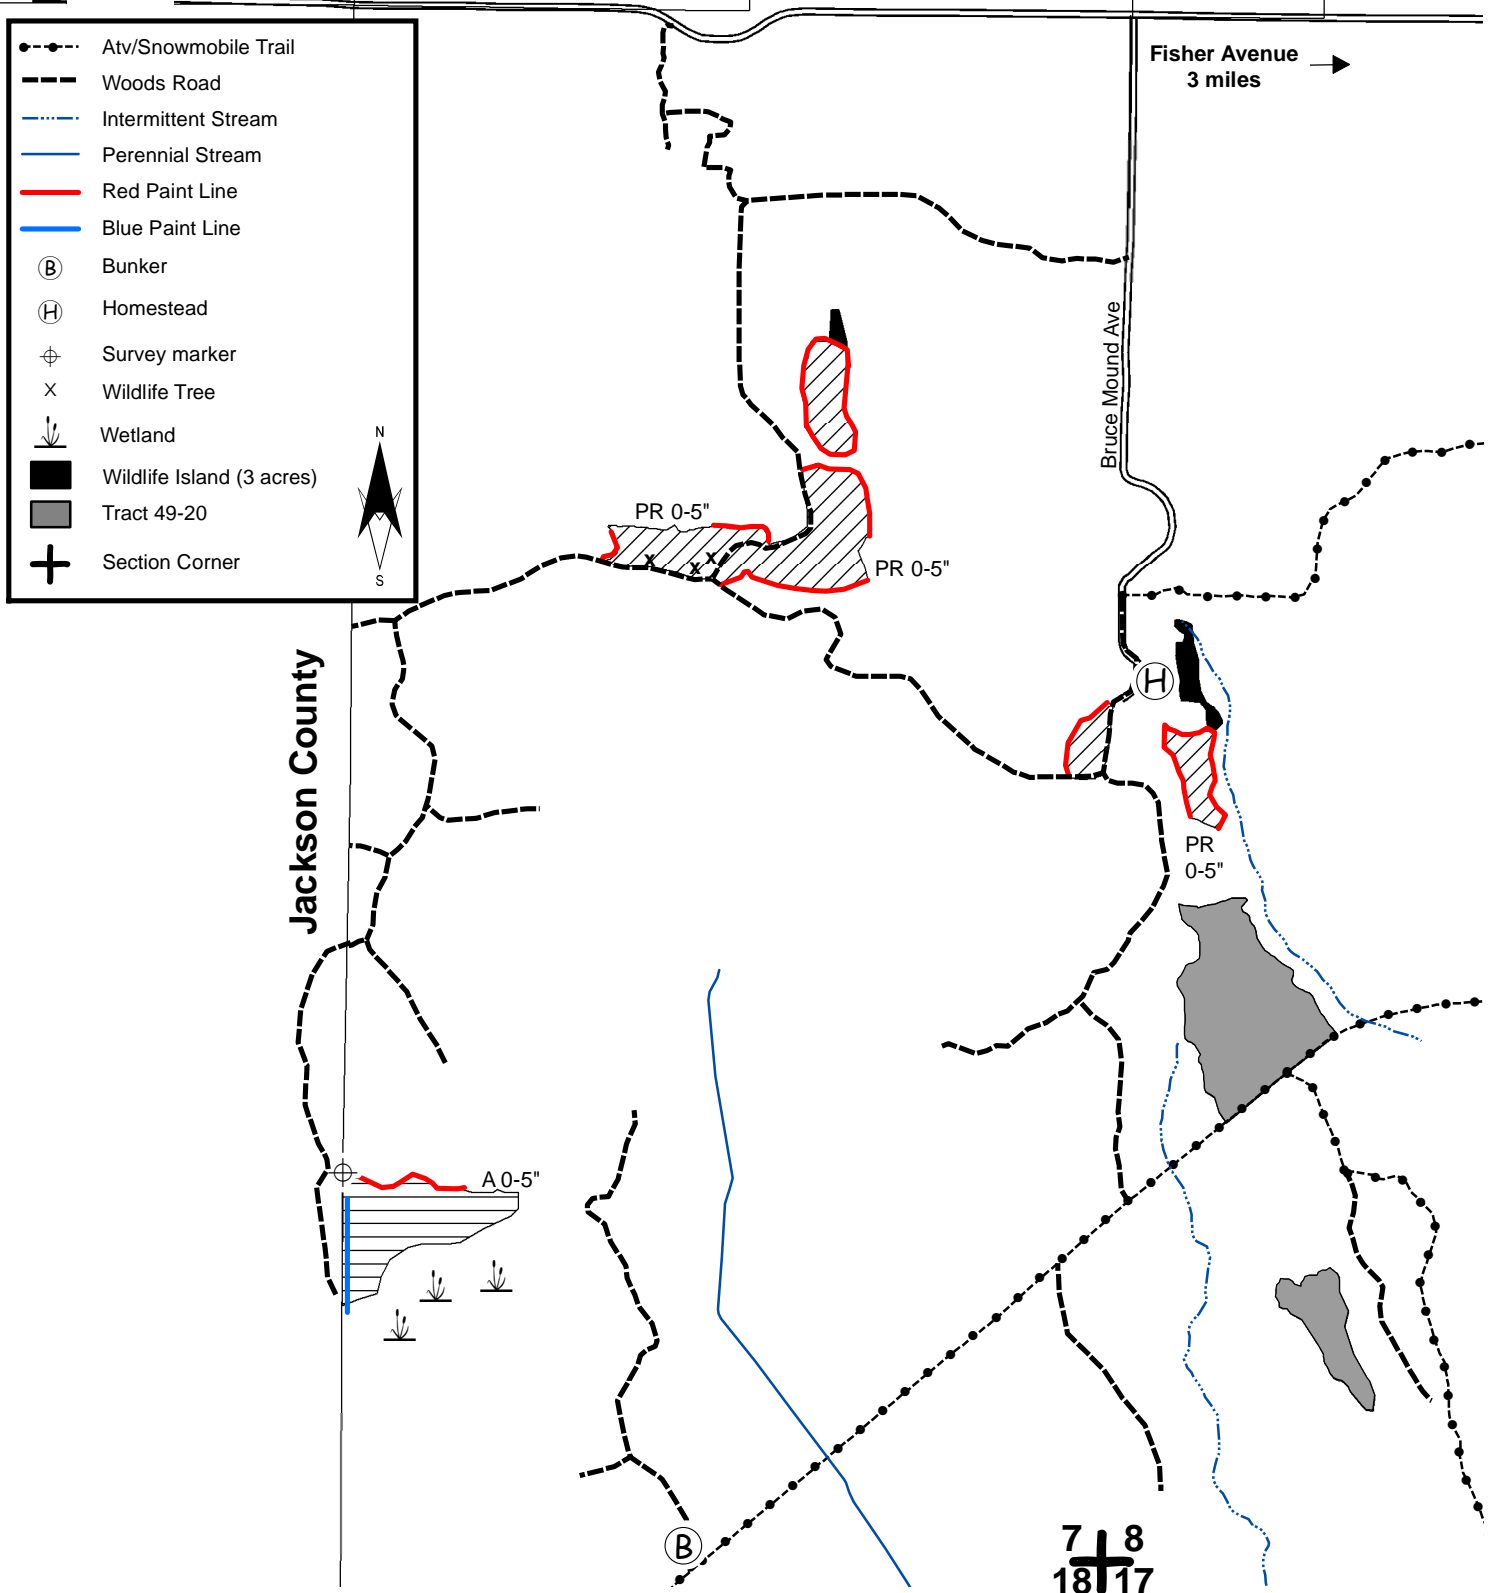 Atv/Snowmobile Trail
Woods Road
Intermittent Stream
Perennial Stream
Red Paint Line
Blue Paint Line
B Bunker
H Homestead
Survey marker
X Wildlife Tree
Wetland
Wildlife Island (3 acres)
Tract 49-20
Section Corner
N
S
Fisher Avenue
3 miles
Bruce Mound Ave
PR 0-5"
X X X
PR 0-5"
H
Jackson County
PR
0-5"
A 0-5"
B
7 8
18 17